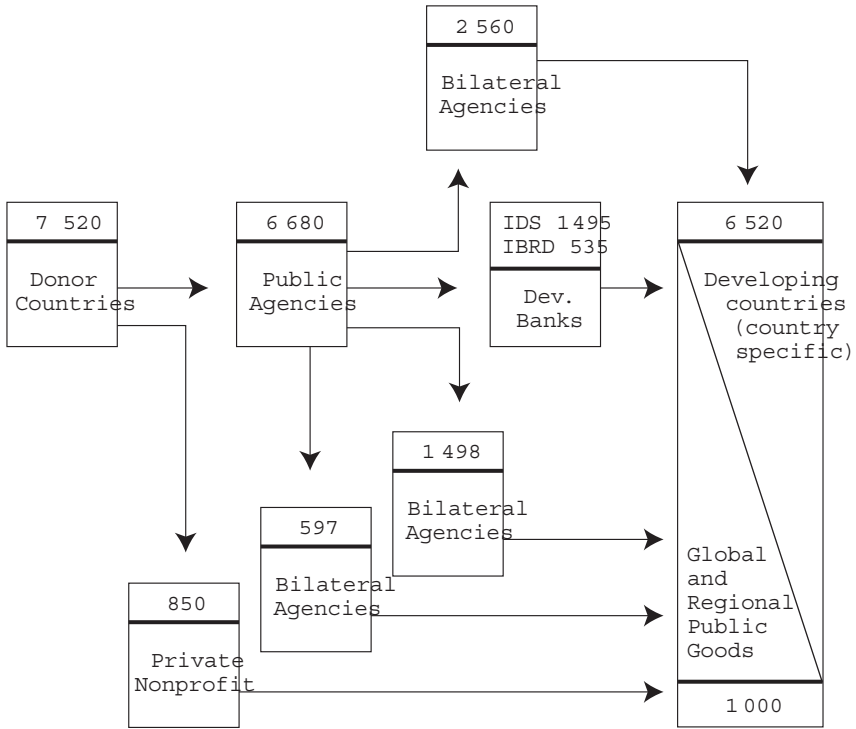 2 560
Bilateral
Agencies
7 520
Donor
Countries
6 680
Public
Agencies
IDS 1495
IBRD 535
Dev.
Banks
6 520
Developing
countries
(country
specific)
1 498
Bilateral
Agencies
597
Bilateral
Agencies
850
Private
Nonprofit
Global
and
Regional
Public
Goods
1 000